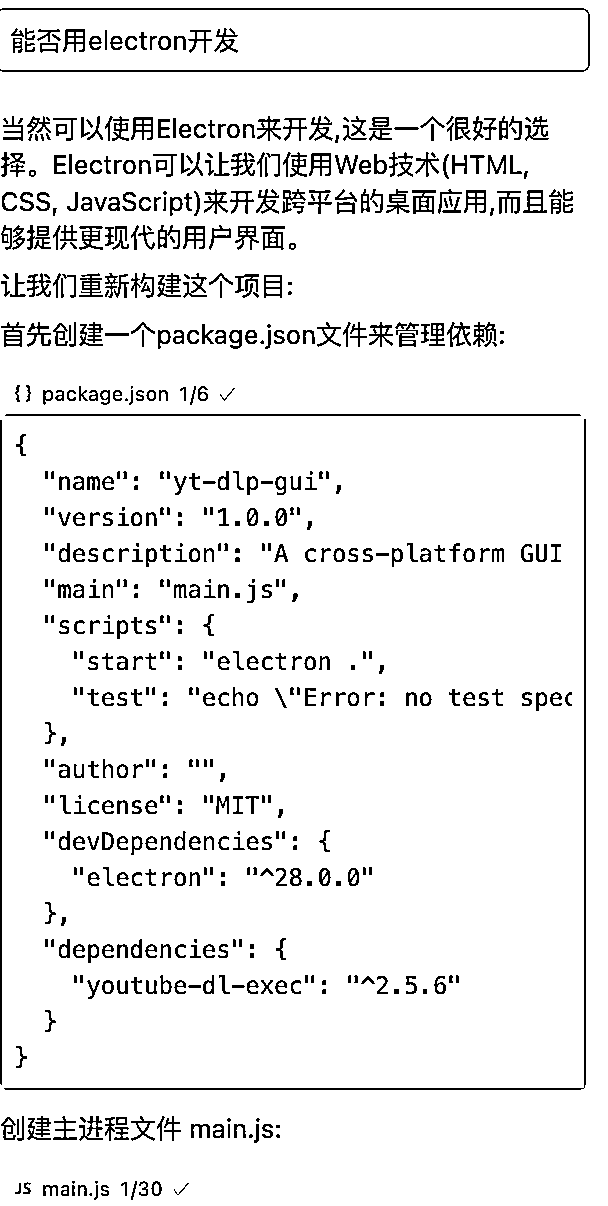 能否用electron开发
当然可以使用Electron来开发,这是一个很好的选
择。Electron可以让我们使用Web技术(HTML,
CSS, JavaScript)来开发跨平台的桌面应用,而且能
够提供更现代的用户界面。
让我们重新构建这个项目:
首先创建一个package.json文件来管理依赖:
{} package.json 1/6 ✓
{
  "name": "yt-dlp-gui",
  "version": "1.0.0",
  "description": "A cross-platform GUI
  "main": "main.js",
  "scripts": {
    "start": "electron .",
    "test": "echo \"Error: no test spec
  },
  "author": "",
  "license": "MIT",
  "devDependencies": {
    "electron": "^28.0.0"
  },
  "dependencies": {
    "youtube-dl-exec": "^2.5.6"
  }
}
创建主进程文件 main.js:
JS main.js 1/30 ✓